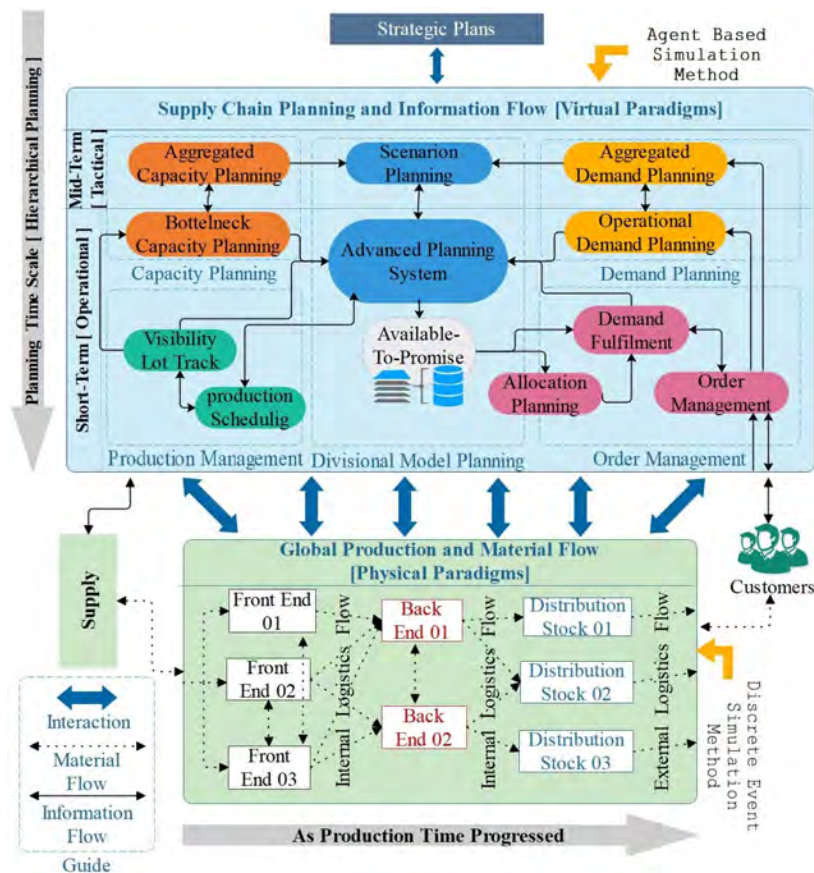 Strategic Plans
Agent Based
Simulation
Method
Supply Chain Planning and Information Flow [Virtual Paradigms]
Planning Time Scale [ Hierarchical Planning ]
Mid-Term
[ Tactical ]
Aggregated
Capacity Planning
Scenarion
Planning
Aggregated
Demand Planning
Short-Term [ Operational ]
Bottelneck
Capacity Planning
Advanced Planning
System
Operational
Demand Planning
Capacity Planning
Demand Planning
Visibility
Lot Track
Available-
To-Promise
Demand
Fulfilment
production
Schedulig
Allocation
Planning
Order
Management
Production Management
Divisional Model Planning
Order Management
Supply
Global Production and Material Flow
[Physical Paradigms]
Customers
Front End
01
Front
End 02
Front
End 03
Internal Logistics Flow
Back
End 01
Back
End 02
Internal Logistics Flow
Distribution
Stock 01
Distribution
Stock 02
Distribution
Stock 03
External Logistics Flow
Discrete Event
Simulation
Method
Interaction
Material
Flow
Information
Flow
Guide
As Production Time Progressed